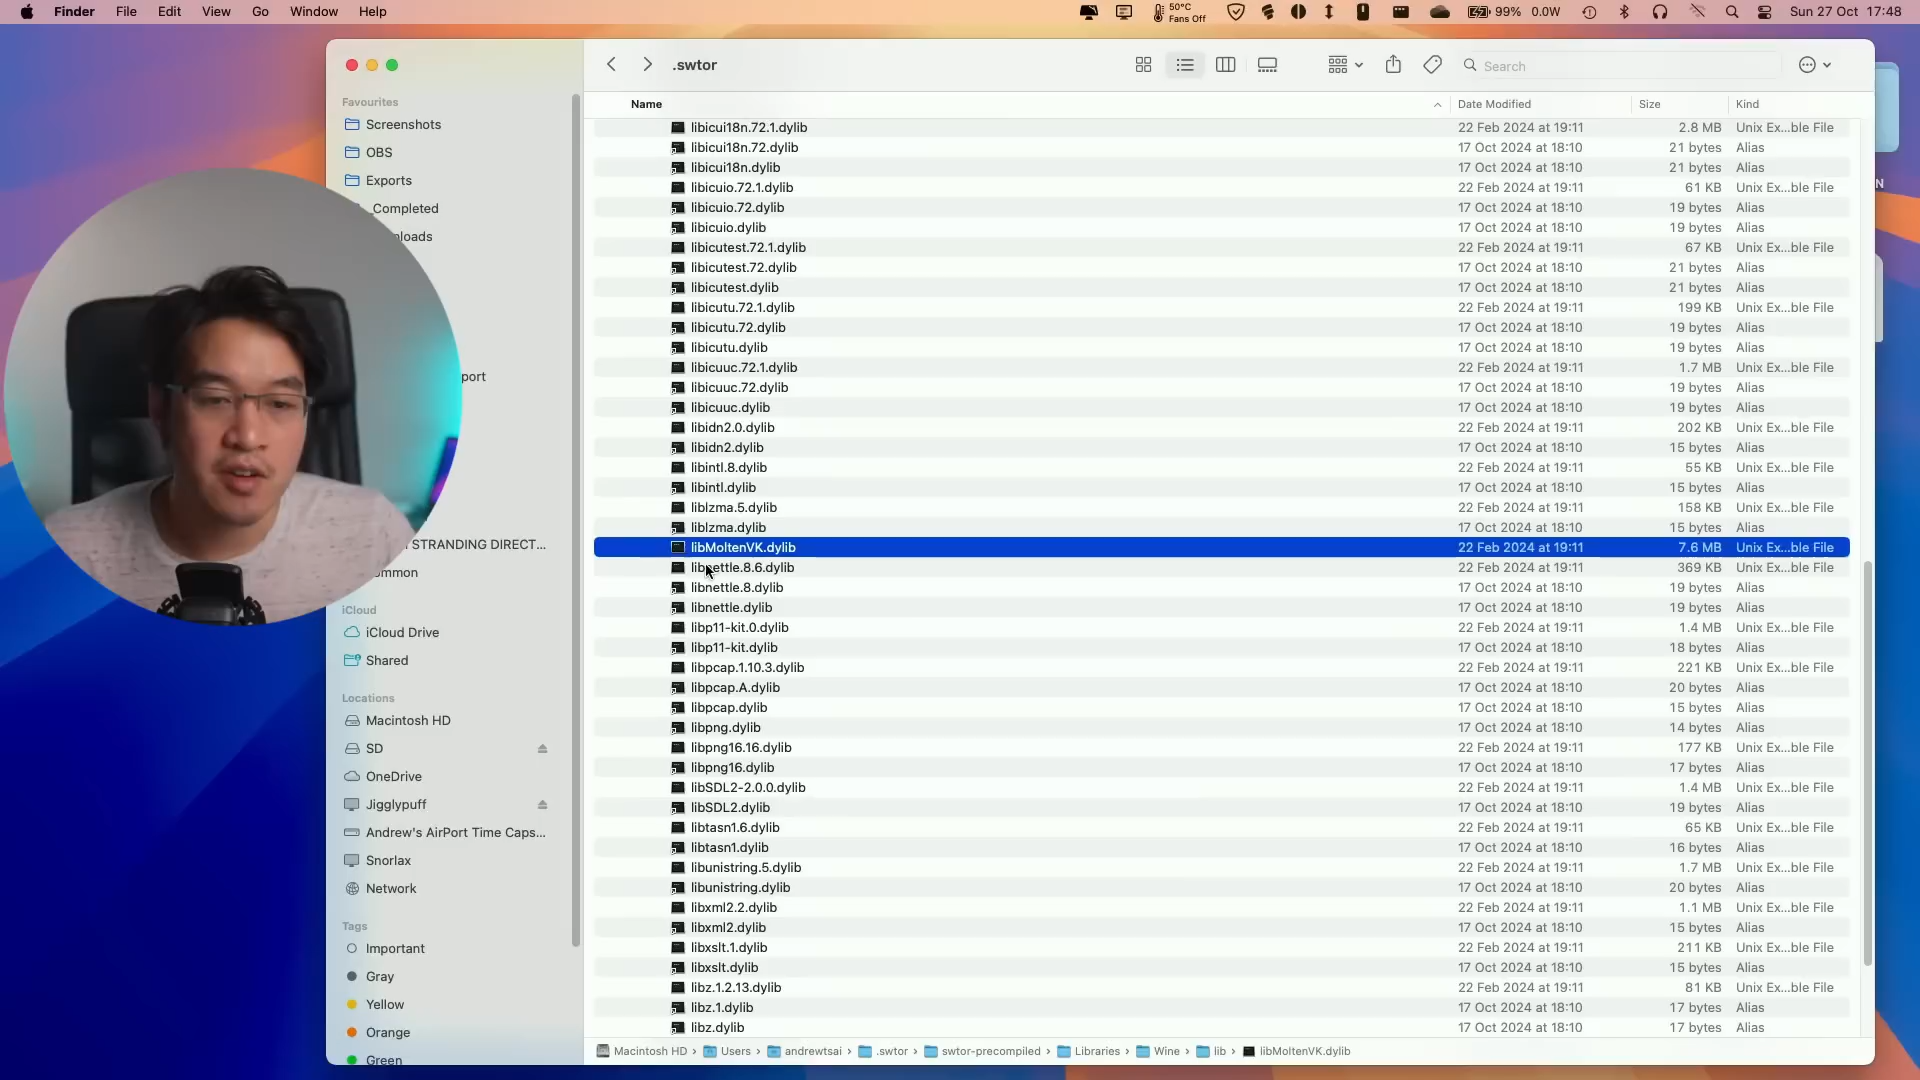 Finder File Edit View Go Window Help
50°C
Fans Off
99% 0.0W
Sun 27 Oct 17:48
.swtor
Search
Favourites
Screenshots
OBS
Exports
_Completed
loads
port
STRANDING DIRECT...
ommon
iCloud
iCloud Drive
Shared
Locations
Macintosh HD
SD
OneDrive
Jigglypuff
Andrew's AirPort Time Caps...
Snorlax
Network
Tags
Important
Gray
Yellow
Orange
Green
Name Date Modified Size Kind
libicui18n.72.1.dylib 22 Feb 2024 at 19:11 2.8 MB Unix Ex...ble File
libicui18n.72.dylib 17 Oct 2024 at 18:10 21 bytes Alias
libicui18n.dylib 17 Oct 2024 at 18:10 21 bytes Alias
libicuio.72.1.dylib 22 Feb 2024 at 19:11 61 KB Unix Ex...ble File
libicuio.72.dylib 17 Oct 2024 at 18:10 19 bytes Alias
libicuio.dylib 17 Oct 2024 at 18:10 19 bytes Alias
libicutest.72.1.dylib 22 Feb 2024 at 19:11 67 KB Unix Ex...ble File
libicutest.72.dylib 17 Oct 2024 at 18:10 21 bytes Alias
libicutest.dylib 17 Oct 2024 at 18:10 21 bytes Alias
libicutu.72.1.dylib 22 Feb 2024 at 19:11 199 KB Unix Ex...ble File
libicutu.72.dylib 17 Oct 2024 at 18:10 19 bytes Alias
libicutu.dylib 17 Oct 2024 at 18:10 19 bytes Alias
libicuuc.72.1.dylib 22 Feb 2024 at 19:11 1.7 MB Unix Ex...ble File
libicuuc.72.dylib 17 Oct 2024 at 18:10 19 bytes Alias
libicuuc.dylib 17 Oct 2024 at 18:10 19 bytes Alias
libidn2.0.dylib 22 Feb 2024 at 19:11 202 KB Unix Ex...ble File
libidn2.dylib 17 Oct 2024 at 18:10 15 bytes Alias
libintl.8.dylib 22 Feb 2024 at 19:11 55 KB Unix Ex...ble File
libintl.dylib 17 Oct 2024 at 18:10 15 bytes Alias
liblzma.5.dylib 22 Feb 2024 at 19:11 158 KB Unix Ex...ble File
liblzma.dylib 17 Oct 2024 at 18:10 15 bytes Alias
libMoltenVK.dylib 22 Feb 2024 at 19:11 7.6 MB Unix Ex...ble File
libnettle.8.6.dylib 22 Feb 2024 at 19:11 369 KB Unix Ex...ble File
libnettle.8.dylib 17 Oct 2024 at 18:10 19 bytes Alias
libnettle.dylib 17 Oct 2024 at 18:10 19 bytes Alias
libp11-kit.0.dylib 22 Feb 2024 at 19:11 1.4 MB Unix Ex...ble File
libp11-kit.dylib 17 Oct 2024 at 18:10 18 bytes Alias
libpcap.1.10.3.dylib 22 Feb 2024 at 19:11 221 KB Unix Ex...ble File
libpcap.A.dylib 17 Oct 2024 at 18:10 20 bytes Alias
libpcap.dylib 17 Oct 2024 at 18:10 15 bytes Alias
libpng.dylib 17 Oct 2024 at 18:10 14 bytes Alias
libpng16.16.dylib 22 Feb 2024 at 19:11 177 KB Unix Ex...ble File
libpng16.dylib 17 Oct 2024 at 18:10 17 bytes Alias
libSDL2-2.0.0.dylib 22 Feb 2024 at 19:11 1.4 MB Unix Ex...ble File
libSDL2.dylib 17 Oct 2024 at 18:10 19 bytes Alias
libtasn1.6.dylib 22 Feb 2024 at 19:11 65 KB Unix Ex...ble File
libtasn1.dylib 17 Oct 2024 at 18:10 16 bytes Alias
libunistring.5.dylib 22 Feb 2024 at 19:11 1.7 MB Unix Ex...ble File
libunistring.dylib 17 Oct 2024 at 18:10 20 bytes Alias
libxml2.2.dylib 22 Feb 2024 at 19:11 1.1 MB Unix Ex...ble File
libxml2.dylib 17 Oct 2024 at 18:10 15 bytes Alias
libxslt.1.dylib 22 Feb 2024 at 19:11 211 KB Unix Ex...ble File
libxslt.dylib 17 Oct 2024 at 18:10 15 bytes Alias
libz.1.2.13.dylib 22 Feb 2024 at 19:11 81 KB Unix Ex...ble File
libz.1.dylib 17 Oct 2024 at 18:10 17 bytes Alias
libz.dylib 17 Oct 2024 at 18:10 17 bytes Alias
Macintosh HD › Users › andrewtsai › .swtor › swtor-precompiled › Libraries › Wine › lib › libMoltenVK.dylib
N